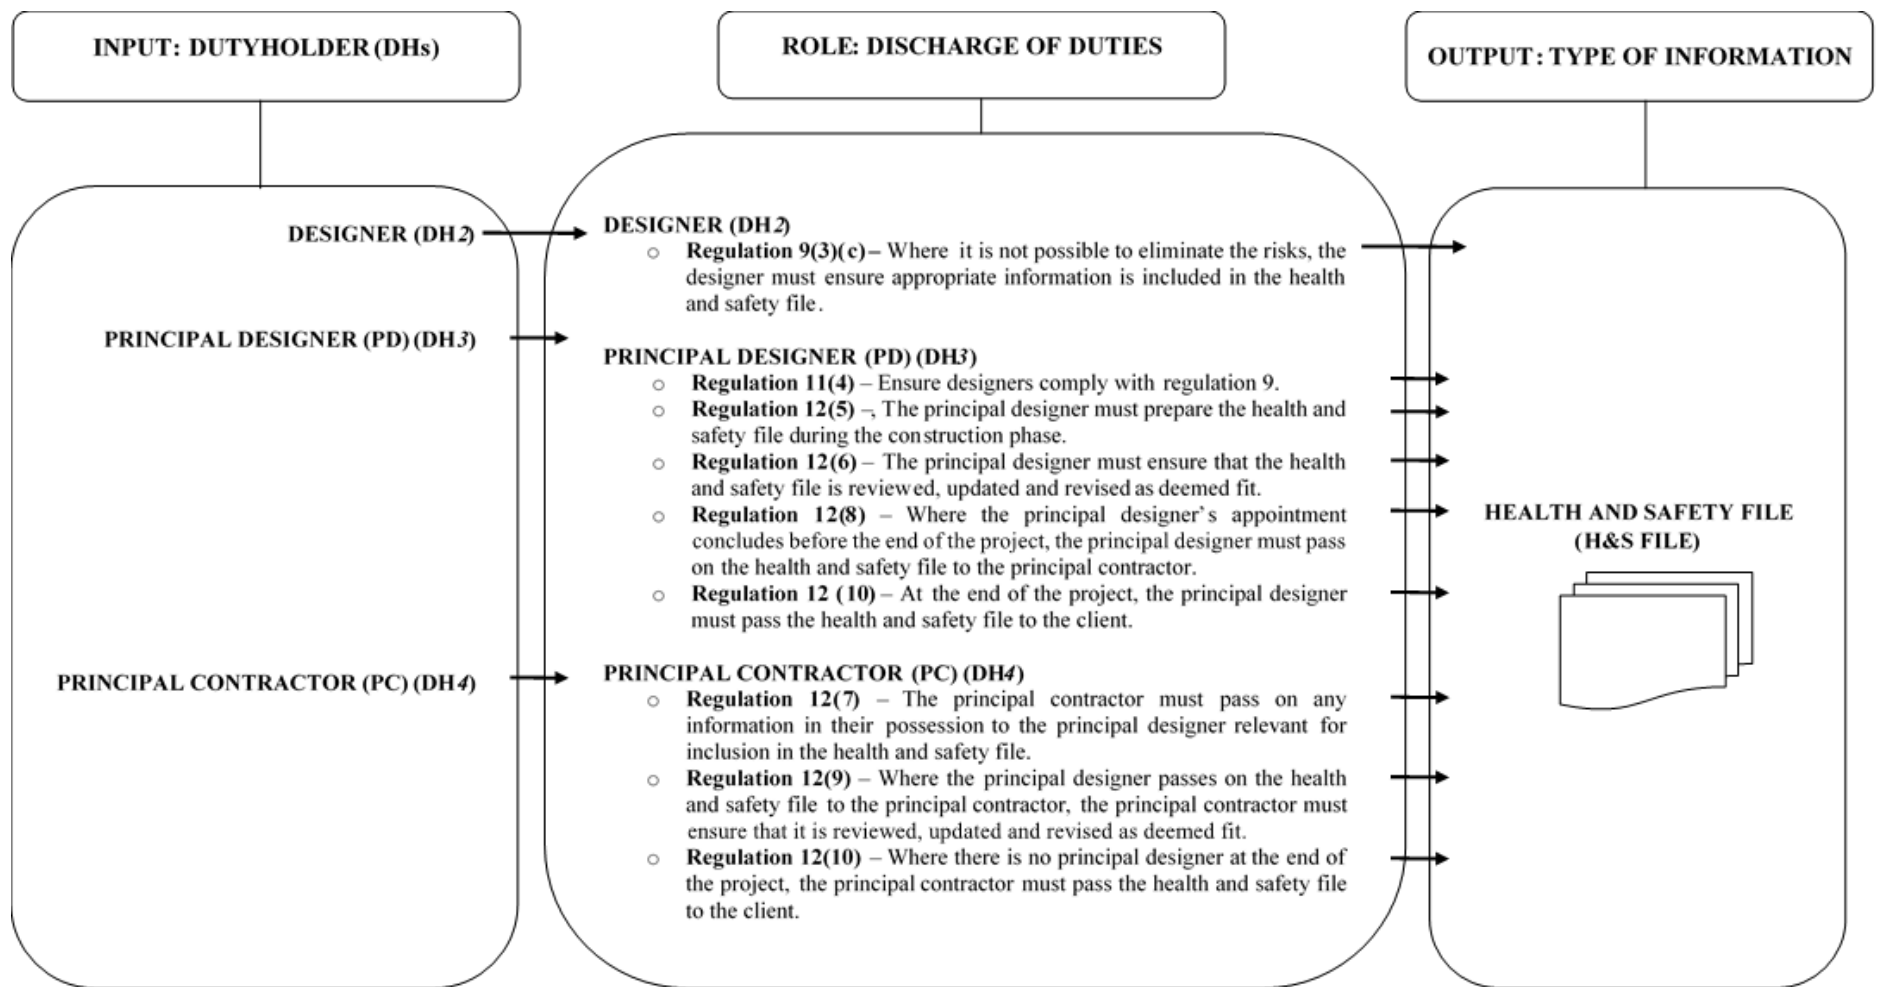 INPUT: DUTYHOLDER (DHs)
ROLE: DISCHARGE OF DUTIES
OUTPUT: TYPE OF INFORMATION
DESIGNER (DH2)
PRINCIPAL DESIGNER (PD) (DH3)
PRINCIPAL CONTRACTOR (PC) (DH4)
DESIGNER (DH2)
o Regulation 9(3)(c) – Where it is not possible to eliminate the risks, the
designer must ensure appropriate information is included in the health
and safety file.
PRINCIPAL DESIGNER (PD) (DH3)
o Regulation 11(4) – Ensure designers comply with regulation 9.
o Regulation 12(5) –, The principal designer must prepare the health and
safety file during the construction phase.
o Regulation 12(6) – The principal designer must ensure that the health
and safety file is reviewed, updated and revised as deemed fit.
o Regulation 12(8) – Where the principal designer's appointment
concludes before the end of the project, the principal designer must pass
on the health and safety file to the principal contractor.
o Regulation 12 (10) – At the end of the project, the principal designer
must pass the health and safety file to the client.
PRINCIPAL CONTRACTOR (PC) (DH4)
o Regulation 12(7) – The principal contractor must pass on any
information in their possession to the principal designer relevant for
inclusion in the health and safety file.
o Regulation 12(9) – Where the principal designer passes on the health
and safety file to the principal contractor, the principal contractor must
ensure that it is reviewed, updated and revised as deemed fit.
o Regulation 12(10) – Where there is no principal designer at the end of
the project, the principal contractor must pass the health and safety file
to the client.
HEALTH AND SAFETY FILE
(H&S FILE)